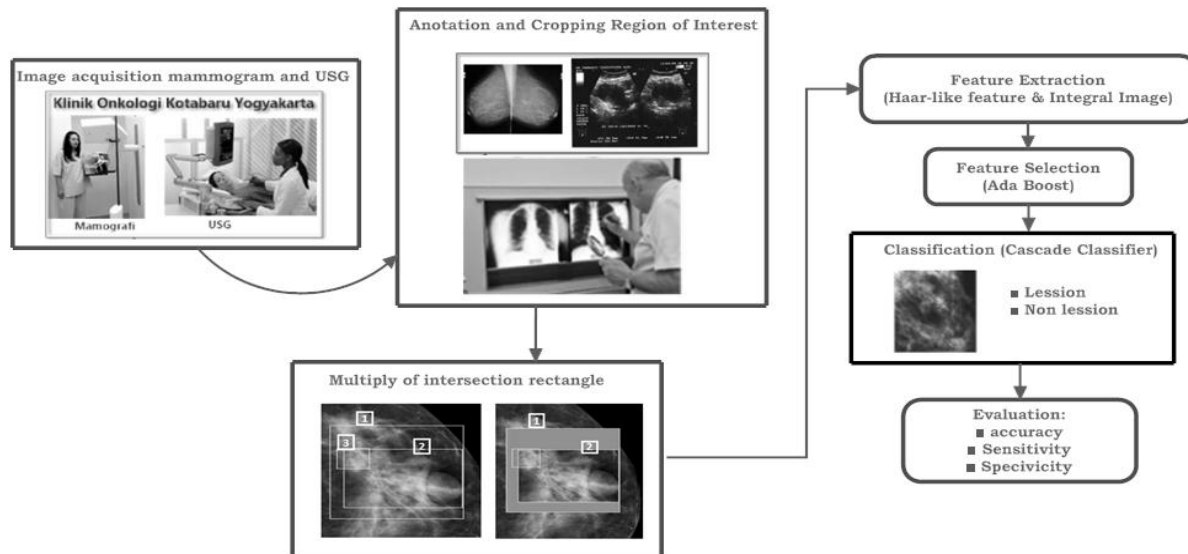 Image acquisition mammogram and USG
Klinik Onkologi Kotabaru Yogyakarta
Mamografi
USG
Anotation and Cropping Region of Interest
Multiply of intersection rectangle
1
3
2
1
2
Feature Extraction
(Haar-like feature & Integral Image)
Feature Selection
(Ada Boost)
Classification (Cascade Classifier)
Lession
Non lession
Evaluation:
accuracy
Sensitivity
Specivicity